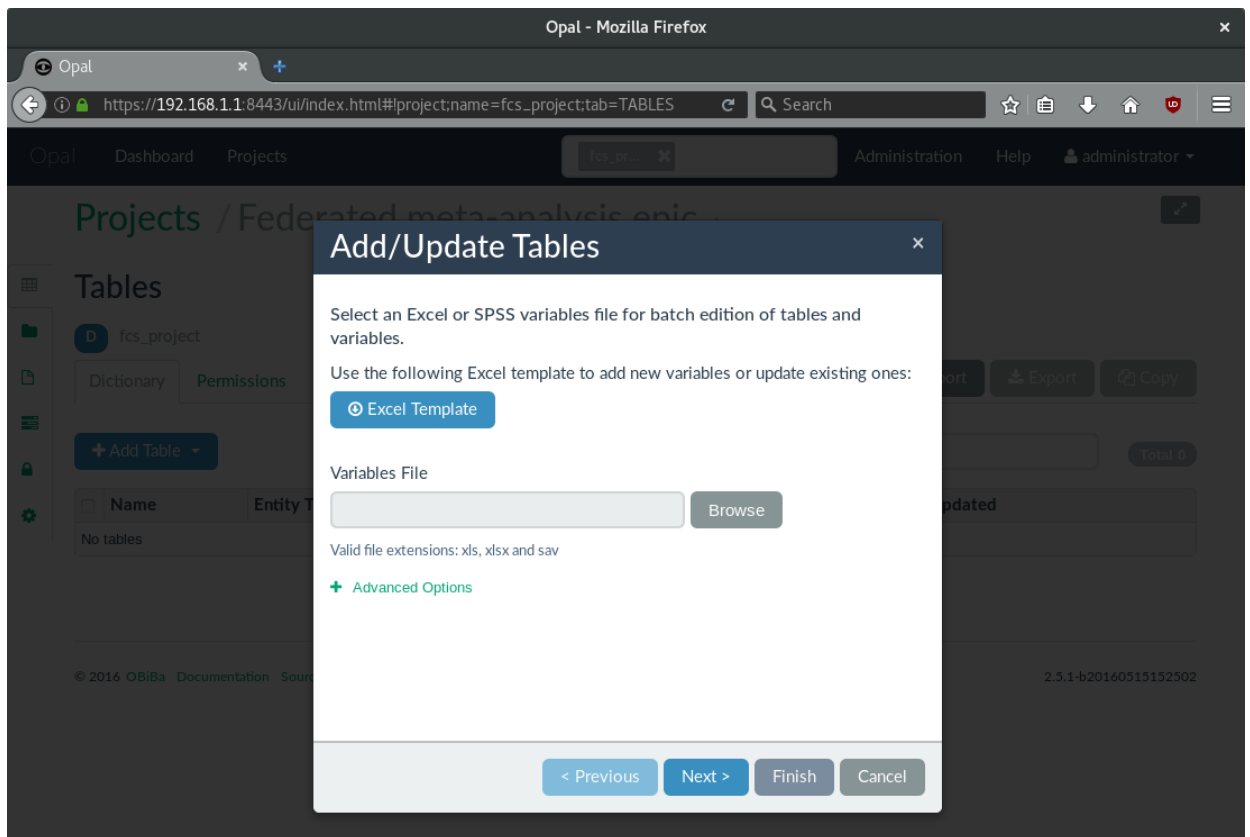 Opal - Mozilla Firefox
Opal
https://192.168.1.1:8443/ui/index.html#!project;name=fcs_project;tab=TABLES
Search
Opal Dashboard Projects fcs_pr... Administration Help administrator
Projects / Federated meta-analysis epic
Add/Update Tables
Tables
Select an Excel or SPSS variables file for batch edition of tables and
variables.
D fcs_project
Use the following Excel template to add new variables or update existing ones:
Dictionary Permissions Export Copy
Excel Template
Add Table Total 0
Variables File
Name Entity T
Browse
No tables
Valid file extensions: xls, xlsx and sav
Advanced Options
© 2016 OBiBa Documentation 2.5.1-b20160515152502
< Previous Next > Finish Cancel